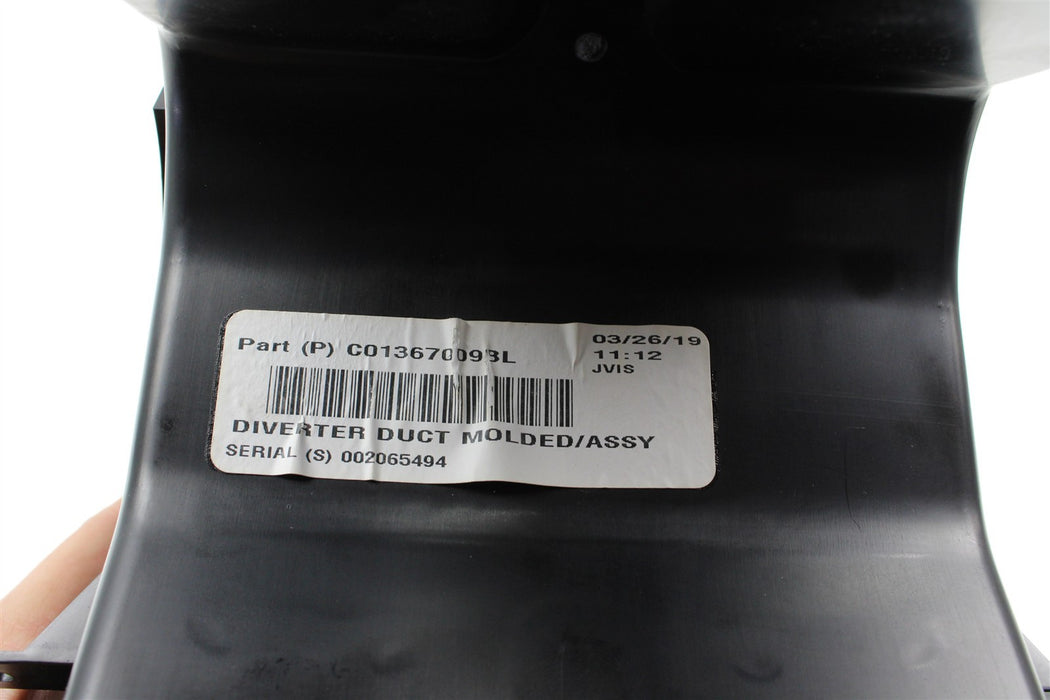 Part (P) C013670093L
03/26/19
11:12
JVIS
DIVERTER DUCT MOLDED/ASSY
SERIAL (S) 002065494